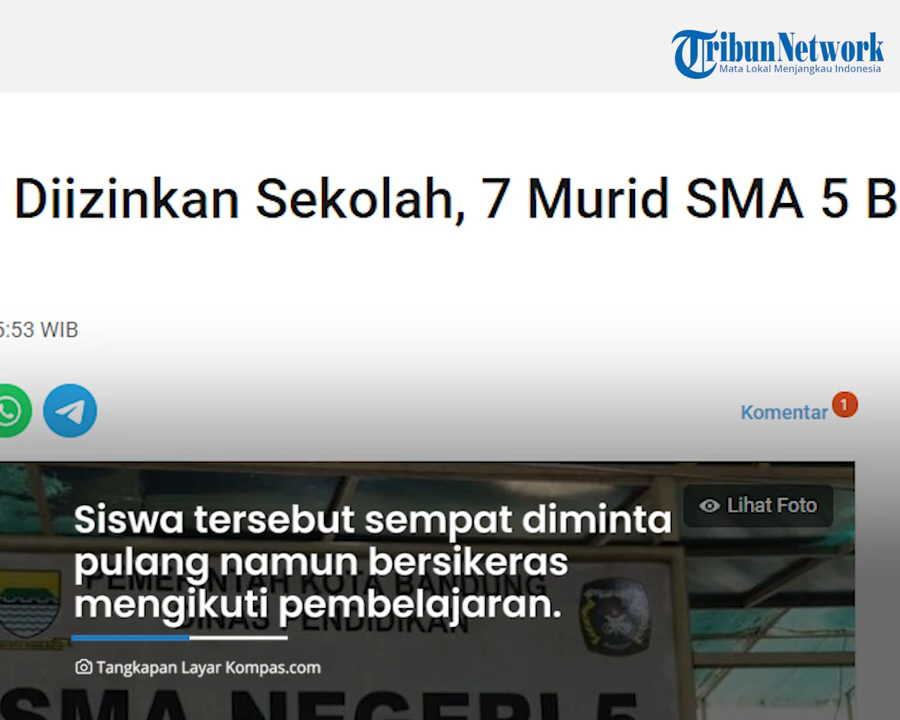 Tribun Network
Mata Lokal Menjangkau Indonesia
Diizinkan Sekolah, 7 Murid SMA 5 B
5:53 WIB
Komentar 1
Lihat Foto
Siswa tersebut sempat diminta
pulang namun bersikeras
mengikuti pembelajaran.
Tangkapan Layar Kompas.com
PEMERINTAH KOTA BANDUNG
DINAS PENDIDIKAN
SMA NEGERI 5